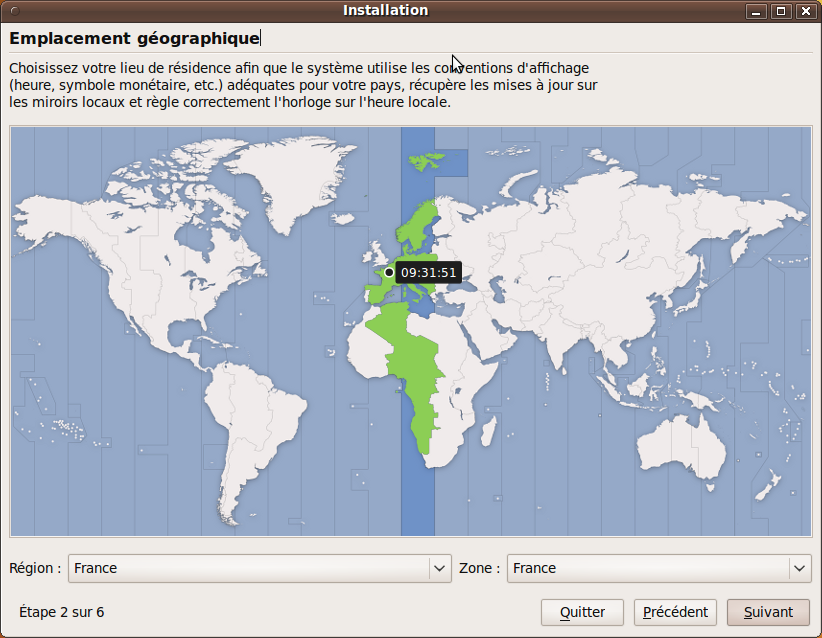 Installation
Emplacement géographique
Choisissez votre lieu de résidence afin que le système utilise les conventions d'affichage
(heure, symbole monétaire, etc.) adéquates pour votre pays, récupère les mises à jour sur
les miroirs locaux et règle correctement l'horloge sur l'heure locale.
09:31:51
Région : France Zone : France
Étape 2 sur 6 Quitter Précédent Suivant